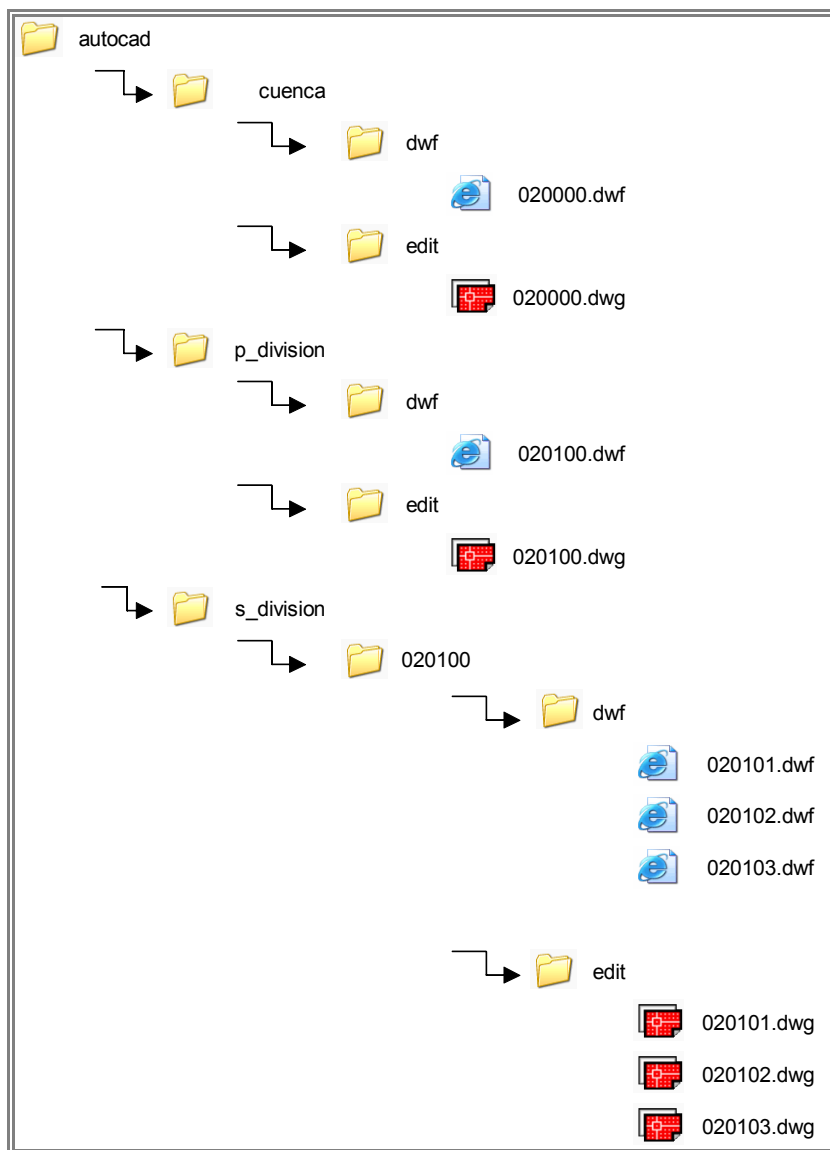 autocad
cuenca
dwf
020000.dwf
edit
020000.dwg
p_division
dwf
020100.dwf
edit
020100.dwg
s_division
020100
dwf
020101.dwf
020102.dwf
020103.dwf
edit
020101.dwg
020102.dwg
020103.dwg